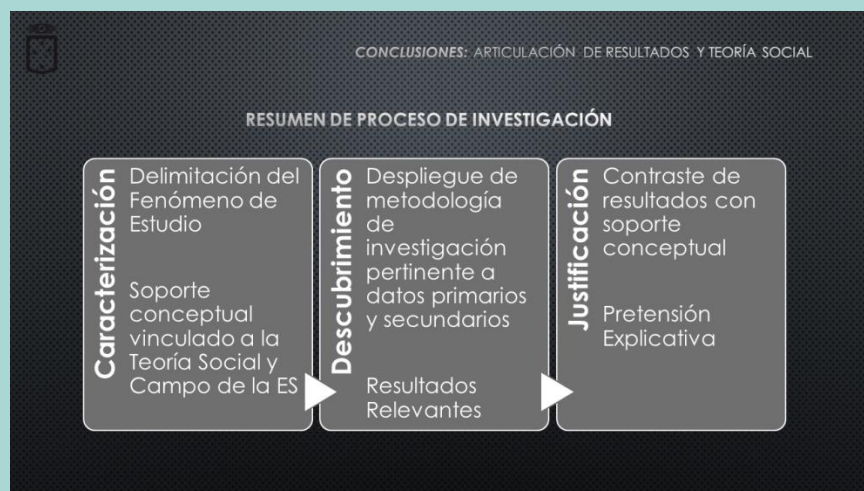 CONCLUSIONES: ARTICULACIÓN DE RESULTADOS Y TEORÍA SOCIAL
RESUMEN DE PROCESO DE INVESTIGACIÓN
Caracterización
Delimitación del
Fenómeno de
Estudio
Soporte
conceptual
vinculado a la
Teoría Social y
Campo de la ES
Descubrimiento
Despliegue de
metodología
de
investigación
pertinente a
datos primarios
y secundarios
Resultados
Relevantes
Justificación
Contraste de
resultados con
soporte
conceptual
Pretensión
Explicativa